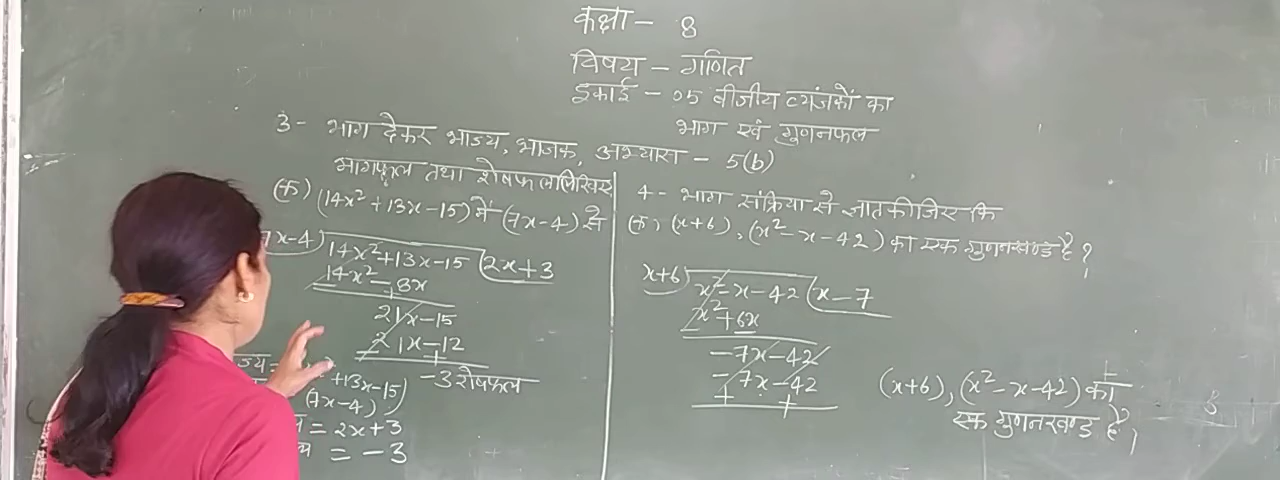 कक्षा - 8
विषय - गणित
इकाई - 05 बीजीय व्यंजकों का
भाग एवं गुणनफल
3- भाग देकर भाज्य, भाजक, अभ्यास - 5(b)
भागफल तथा शेषफल लिखिए
(क) (14x² + 13x - 15) में (7x - 4) से
7x-4) 14x² + 13x - 15 (2x + 3
14x² - 8x
+
21x - 15
21x - 12
- +
-3 शेषफल
+ 13x - 15)
(7x - 4)
= 2x + 3
= - 3
4- भाग संक्रिया से ज्ञात कीजिए कि
(क) (x+6), (x² - x - 42) का एक गुणनखण्ड है?
x+6) x² - x - 42 (x - 7
x² + 6x
- 7x - 42
- 7x - 42
+ +
(x+6), (x² - x - 42) का
एक गुणनखण्ड है,